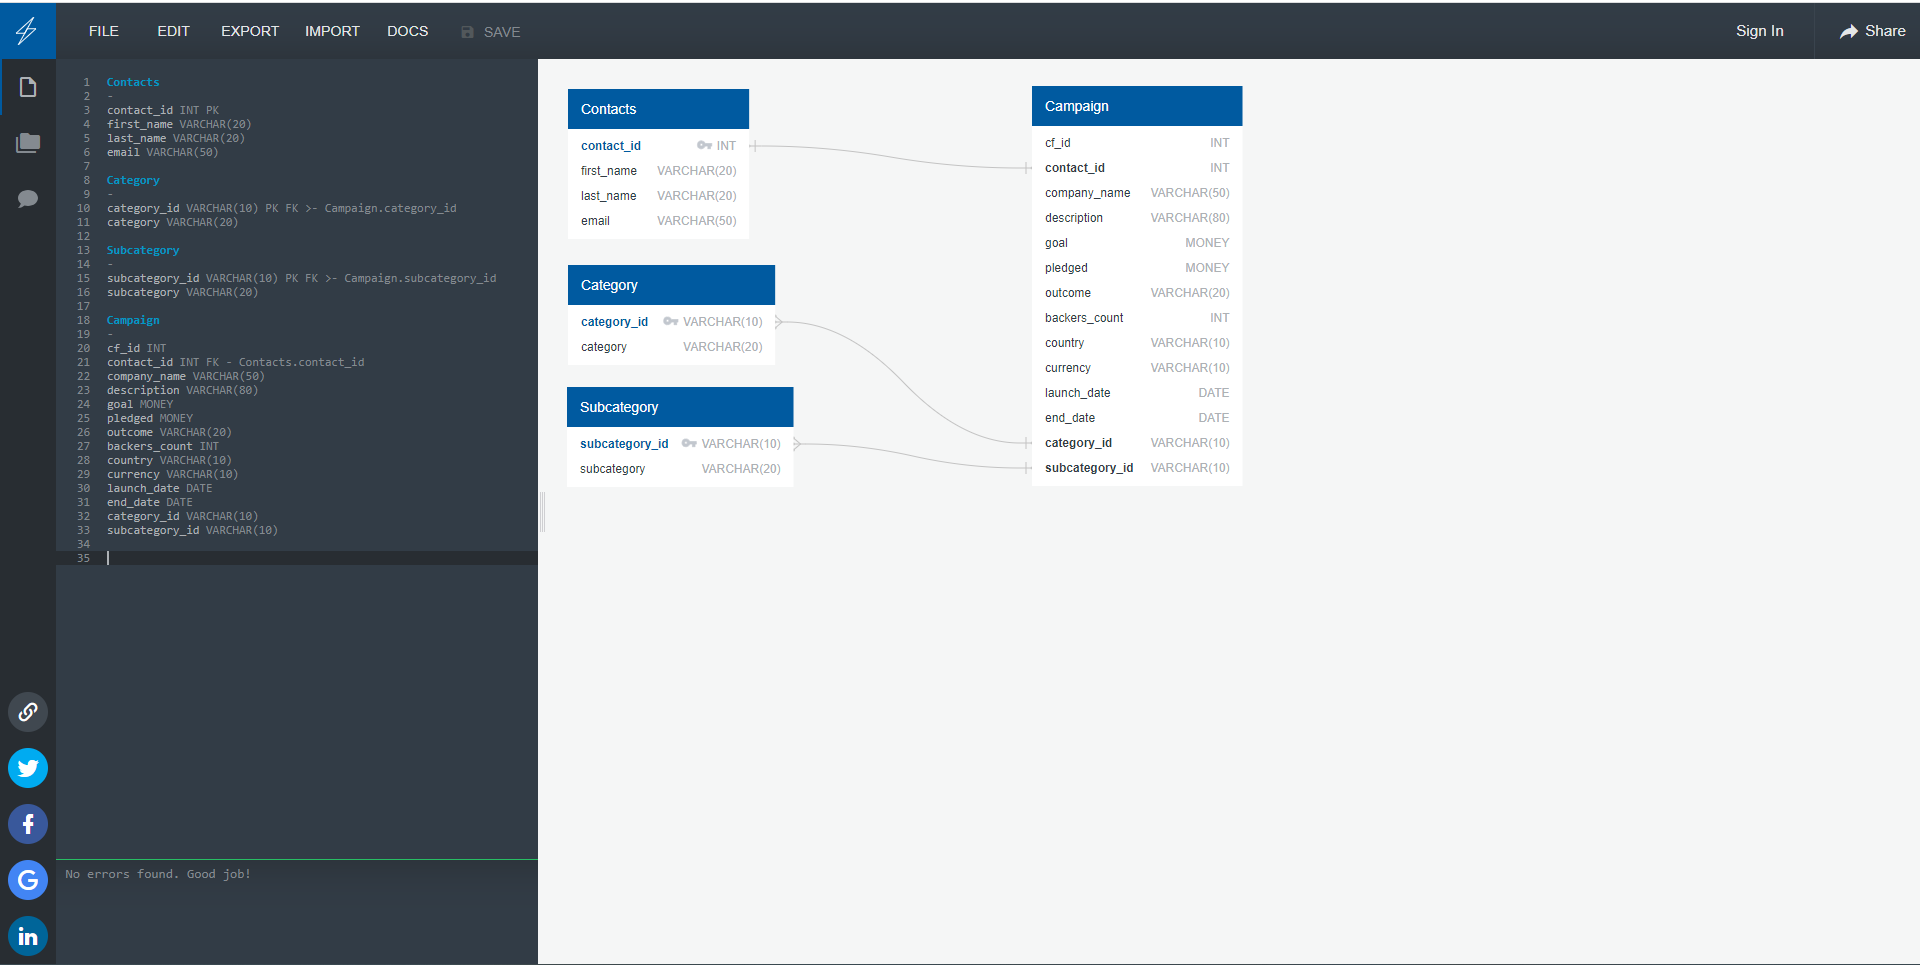 FILE EDIT EXPORT IMPORT DOCS SAVE Sign In Share
1 Contacts
2 -
3 contact_id INT PK
4 first_name VARCHAR(20)
5 last_name VARCHAR(20)
6 email VARCHAR(50)
7
8 Category
9 -
10 category_id VARCHAR(10) PK FK >- Campaign.category_id
11 category VARCHAR(20)
12
13 Subcategory
14 -
15 subcategory_id VARCHAR(10) PK FK >- Campaign.subcategory_id
16 subcategory VARCHAR(20)
17
18 Campaign
19 -
20 cf_id INT
21 contact_id INT FK - Contacts.contact_id
22 company_name VARCHAR(50)
23 description VARCHAR(80)
24 goal MONEY
25 pledged MONEY
26 outcome VARCHAR(20)
27 backers_count INT
28 country VARCHAR(10)
29 currency VARCHAR(10)
30 launch_date DATE
31 end_date DATE
32 category_id VARCHAR(10)
33 subcategory_id VARCHAR(10)
34
35
No errors found. Good job!
Contacts
contact_id INT
first_name VARCHAR(20)
last_name VARCHAR(20)
email VARCHAR(50)
Category
category_id VARCHAR(10)
category VARCHAR(20)
Subcategory
subcategory_id VARCHAR(10)
subcategory VARCHAR(20)
Campaign
cf_id INT
contact_id INT
company_name VARCHAR(50)
description VARCHAR(80)
goal MONEY
pledged MONEY
outcome VARCHAR(20)
backers_count INT
country VARCHAR(10)
currency VARCHAR(10)
launch_date DATE
end_date DATE
category_id VARCHAR(10)
subcategory_id VARCHAR(10)